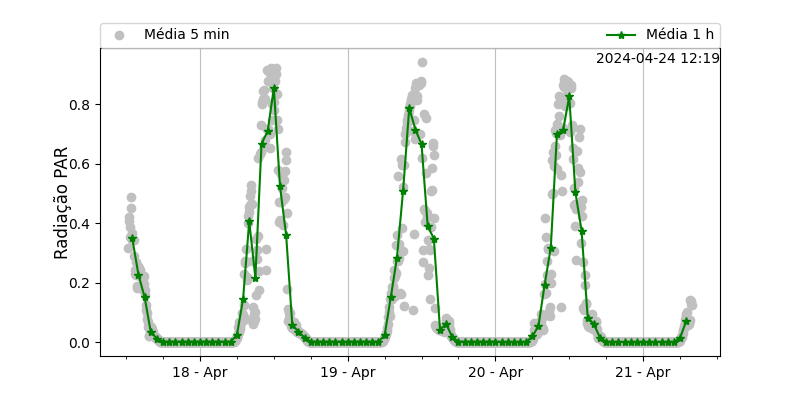 Média 5 min
Média 1 h
2024-04-24 12:19
Radiação PAR
0.8
0.6
0.4
0.2
0.0
18 - Apr
19 - Apr
20 - Apr
21 - Apr